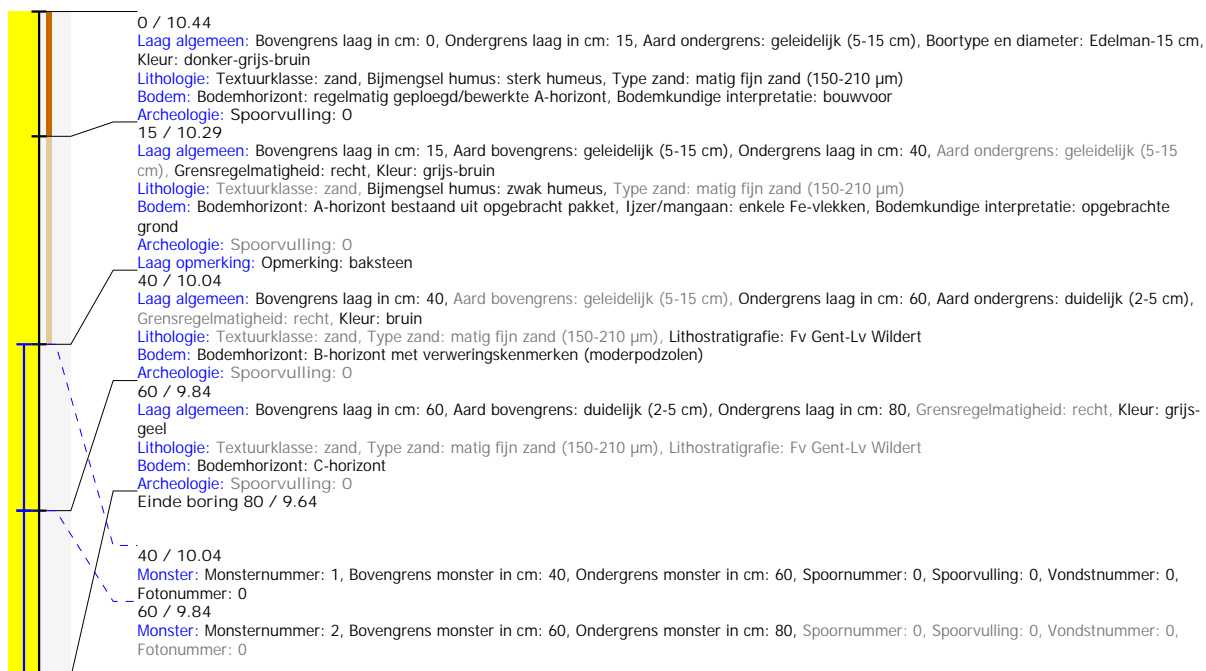 0 / 10.44
Laag algemeen: Bovengrens laag in cm: 0, Ondergrens laag in cm: 15, Aard ondergrens: geleidelijk (5-15 cm), Boortype en diameter: Edelman-15 cm,
Kleur: donker-grijs-bruin
Lithologie: Textuurklasse: zand, Bijmengsel humus: sterk humeus, Type zand: matig fijn zand (150-210 µm)
Bodem: Bodemhorizont: regelmatig geploegd/bewerkte A-horizont, Bodemkundige interpretatie: bouwvoor
Archeologie: Spoorvulling: 0
15 / 10.29
Laag algemeen: Bovengrens laag in cm: 15, Aard bovengrens: geleidelijk (5-15 cm), Ondergrens laag in cm: 40, Aard ondergrens: geleidelijk (5-15
cm), Grensregelmatigheid: recht, Kleur: grijs-bruin
Lithologie: Textuurklasse: zand, Bijmengsel humus: zwak humeus, Type zand: matig fijn zand (150-210 µm)
Bodem: Bodemhorizont: A-horizont bestaand uit opgebracht pakket, Ijzer/mangaan: enkele Fe-vlekken, Bodemkundige interpretatie: opgebrachte
grond
Archeologie: Spoorvulling: 0
Laag opmerking: Opmerking: baksteen
40 / 10.04
Laag algemeen: Bovengrens laag in cm: 40, Aard bovengrens: geleidelijk (5-15 cm), Ondergrens laag in cm: 60, Aard ondergrens: duidelijk (2-5 cm),
Grensregelmatigheid: recht, Kleur: bruin
Lithologie: Textuurklasse: zand, Type zand: matig fijn zand (150-210 µm), Lithostratigrafie: Fv Gent-Lv Wildert
Bodem: Bodemhorizont: B-horizont met verweringskenmerken (moderpodzolen)
Archeologie: Spoorvulling: 0
60 / 9.84
Laag algemeen: Bovengrens laag in cm: 60, Aard bovengrens: duidelijk (2-5 cm), Ondergrens laag in cm: 80, Grensregelmatigheid: recht, Kleur: grijs-
geel
Lithologie: Textuurklasse: zand, Type zand: matig fijn zand (150-210 µm), Lithostratigrafie: Fv Gent-Lv Wildert
Bodem: Bodemhorizont: C-horizont
Archeologie: Spoorvulling: 0
Einde boring 80 / 9.64
40 / 10.04
Monster: Monsternummer: 1, Bovengrens monster in cm: 40, Ondergrens monster in cm: 60, Spoornummer: 0, Spoorvulling: 0, Vondstnummer: 0,
Fotonummer: 0
60 / 9.84
Monster: Monsternummer: 2, Bovengrens monster in cm: 60, Ondergrens monster in cm: 80, Spoornummer: 0, Spoorvulling: 0, Vondstnummer: 0,
Fotonummer: 0